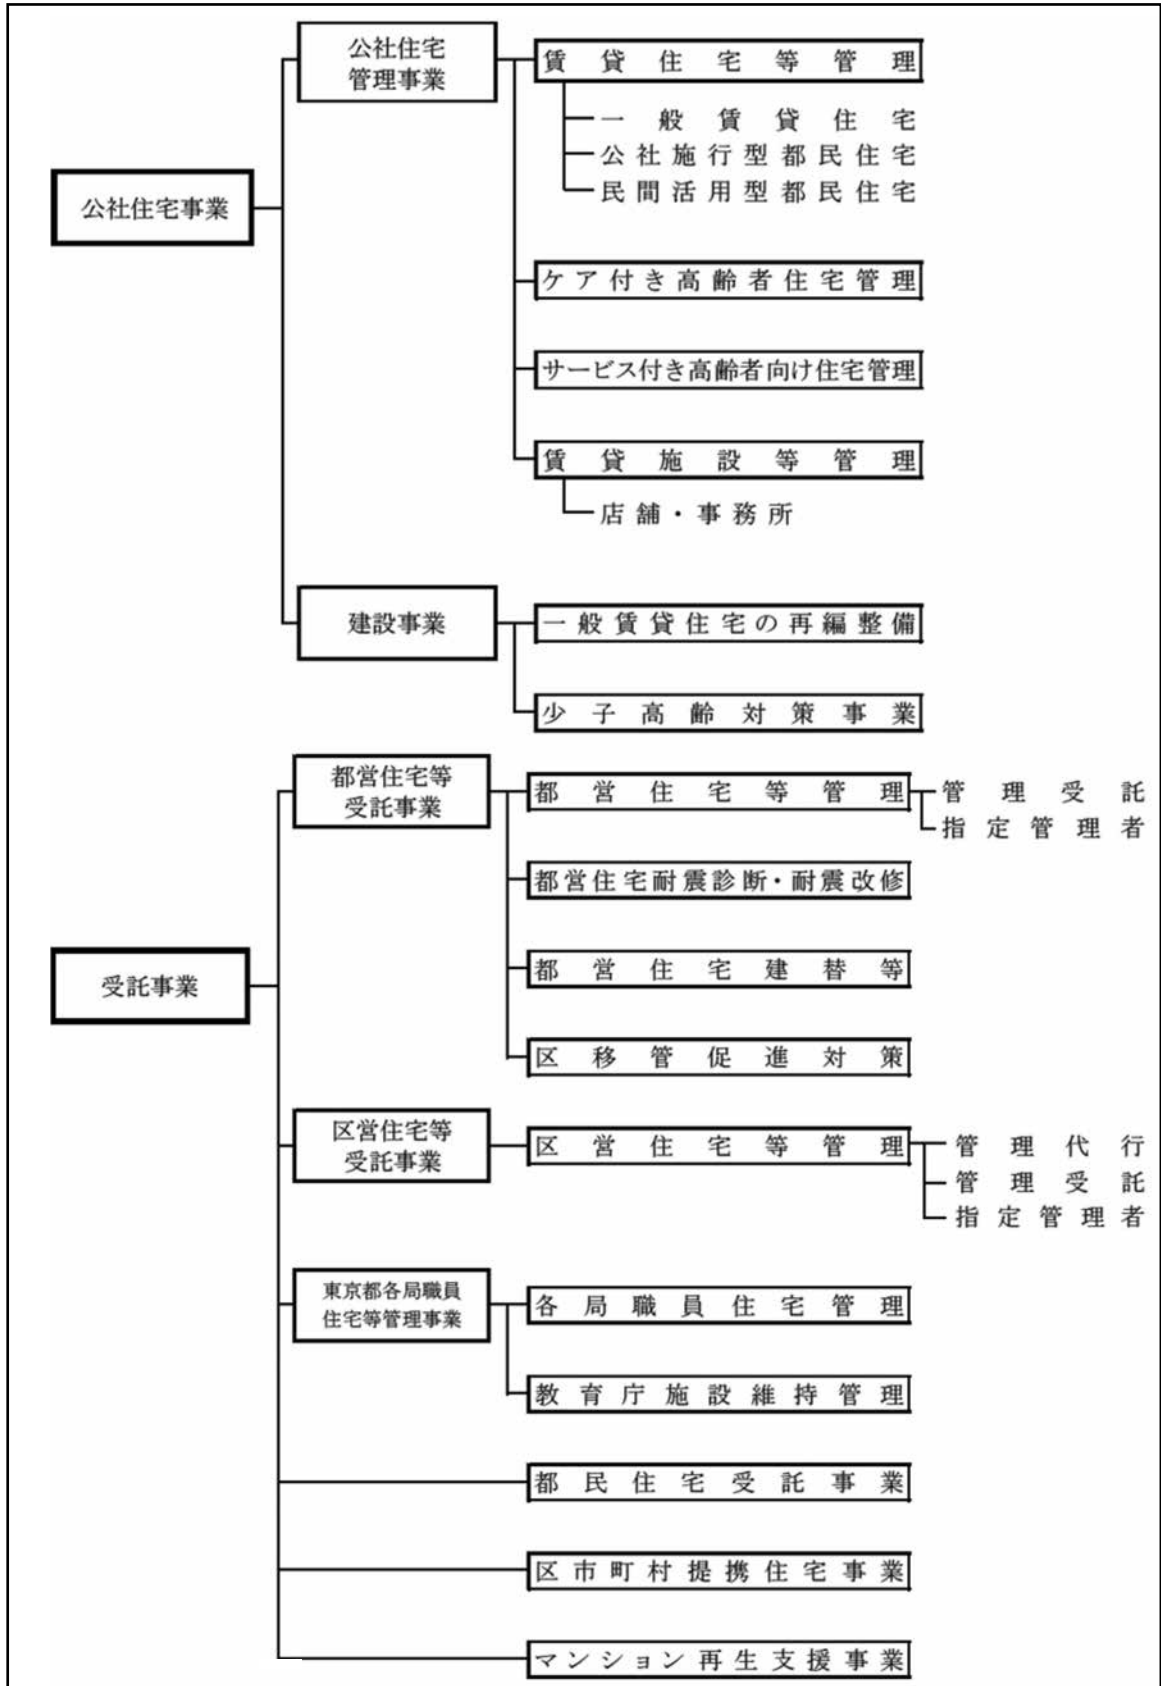 公社住宅事業
公社住宅
管理事業
賃貸住宅等管理
一般賃貸住宅
公社施行型都民住宅
民間活用型都民住宅
ケア付き高齢者住宅管理
サービス付き高齢者向け住宅管理
賃貸施設等管理
店舗・事務所
建設事業
一般賃貸住宅の再編整備
少子高齢対策事業
受託事業
都営住宅等
受託事業
都営住宅等管理
管理受託
指定管理者
都営住宅耐震診断・耐震改修
都営住宅建替等
区移管促進対策
区営住宅等
受託事業
区営住宅等管理
管理代行
管理受託
指定管理者
東京都各局職員
住宅等管理事業
各局職員住宅管理
教育庁施設維持管理
都民住宅受託事業
区市町村提携住宅事業
マンション再生支援事業